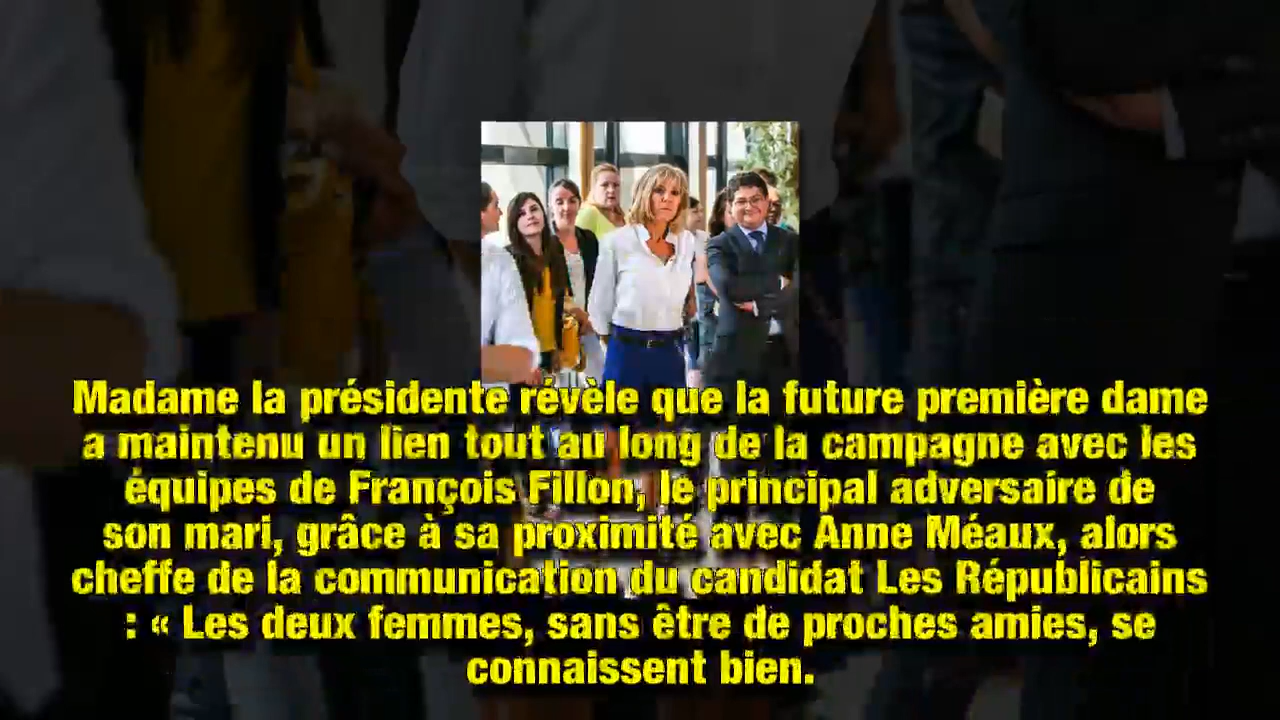 Madame la présidente révèle que la future première dame
a maintenu un lien tout au long de la campagne avec les
équipes de François Fillon, le principal adversaire de
son mari, grâce à sa proximité avec Anne Méaux, alors
cheffe de la communication du candidat Les Républicains
: « Les deux femmes, sans être de proches amies, se
connaissent bien.